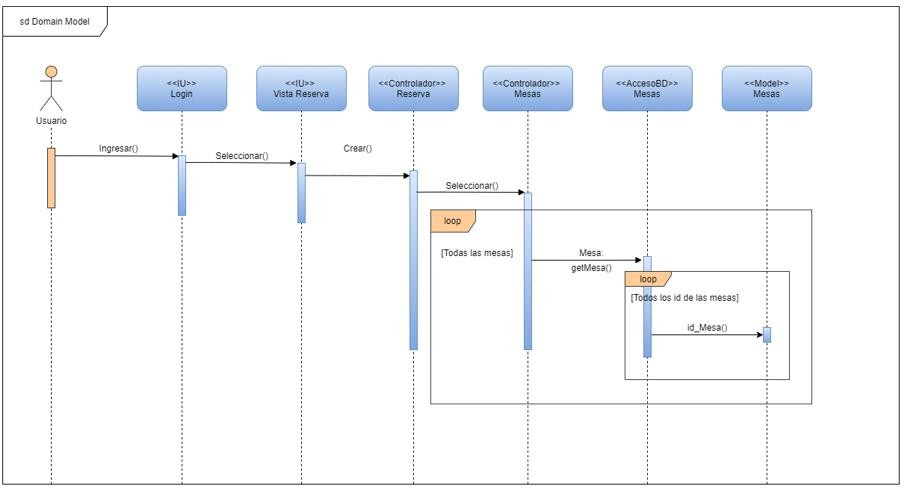 sd Domain Model
Usuario
<<IU>>
Login
<<IU>>
Vista Reserva
<<Controlador>>
Reserva
<<Controlador>>
Mesas
<<AccesoBD>>
Mesas
<<Model>>
Mesas
Ingresar()
Seleccionar()
Crear()
Seleccionar()
loop
[Todas las mesas]
Mesa:
getMesa()
loop
[Todos los id de las mesas]
id_Mesa()